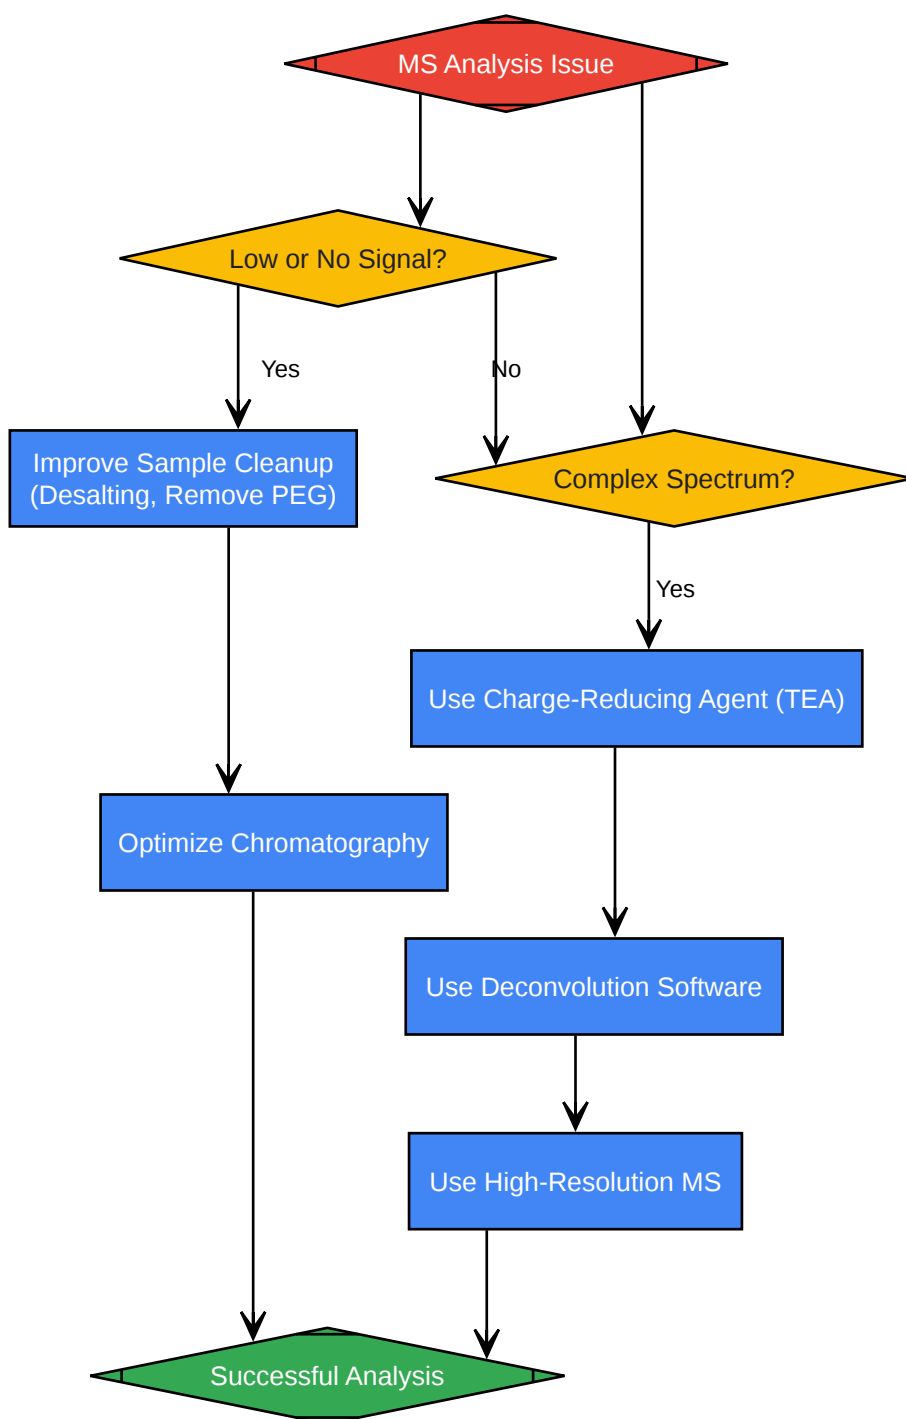 MS Analysis Issue
Low or No Signal?
Yes
No
Improve Sample Cleanup
(Desalting, Remove PEG)
Complex Spectrum?
Yes
Use Charge-Reducing Agent (TEA)
Optimize Chromatography
Use Deconvolution Software
Use High-Resolution MS
Successful Analysis